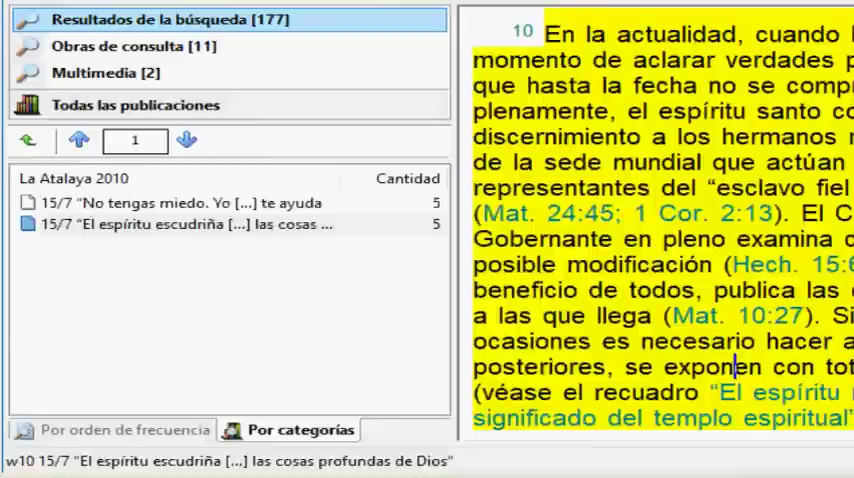 Resultados de la búsqueda [177]
Obras de consulta [11]
Multimedia [2]
Todas las publicaciones
1
La Atalaya 2010 Cantidad
15/7 "No tengas miedo. Yo [...] te ayuda 5
15/7 "El espíritu escudriña [...] las cosas ... 5
Por orden de frecuencia Por categorías
w10 15/7 "El espíritu escudriña [...] las cosas profundas de Dios"
10 En la actualidad, cuando
momento de aclarar verdades
que hasta la fecha no se
plenamente, el espíritu santo
discernimiento a los hermanos
de la sede mundial que actúan
representantes del “esclavo fiel
(Mat. 24:45; 1 Cor. 2:13). El
Gobernante en pleno examina
posible modificación (Hech.
beneficio de todos, publica las
a las que llega (Mat. 10:27).
ocasiones es necesario hacer
posteriores, se exponen con
(véase el recuadro “El espíritu
significado del templo espiritual”